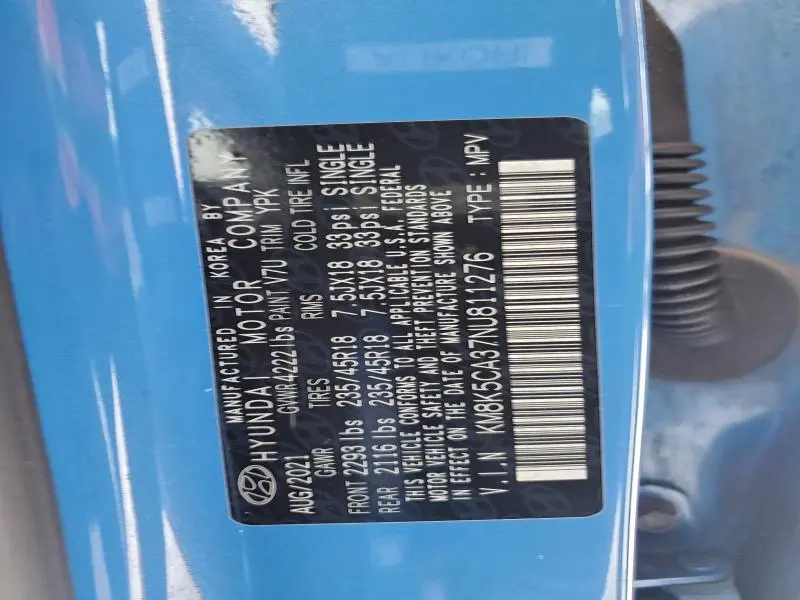 MANUFACTURED IN KOREA BY
HYUNDAI MOTOR COMPANY
AUG/2021 GVWR4222 lbs PAINT V7U TRIM YPK
GAWR TIRES RIMS COLD TIRE INFL
FRONT 2293 lbs 235/45R18 7.5JX18 33psi SINGLE
REAR 2116 lbs 235/45R18 7.5JX18 33psi SINGLE
THIS VEHICLE CONFORMS TO ALL APPLICABLE U.S.A. FEDERAL
MOTOR VEHICLE SAFETY AND THEFT PREVENTION STANDARDS
IN EFFECT ON THE DATE OF MANUFACTURE SHOWN ABOVE
V.I.N KM8K5CA37NU811276 TYPE : MPV